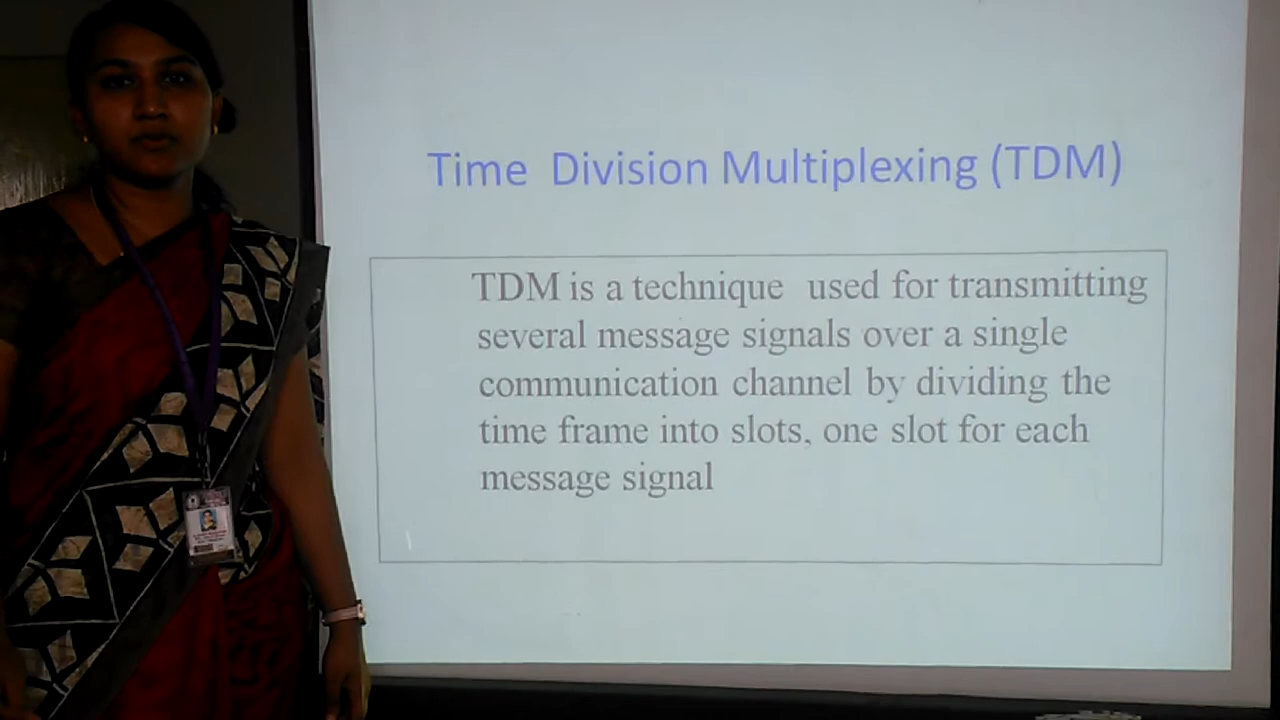 Time Division Multiplexing (TDM)
TDM is a technique used for transmitting
several message signals over a single
communication channel by dividing the
time frame into slots, one slot for each
message signal